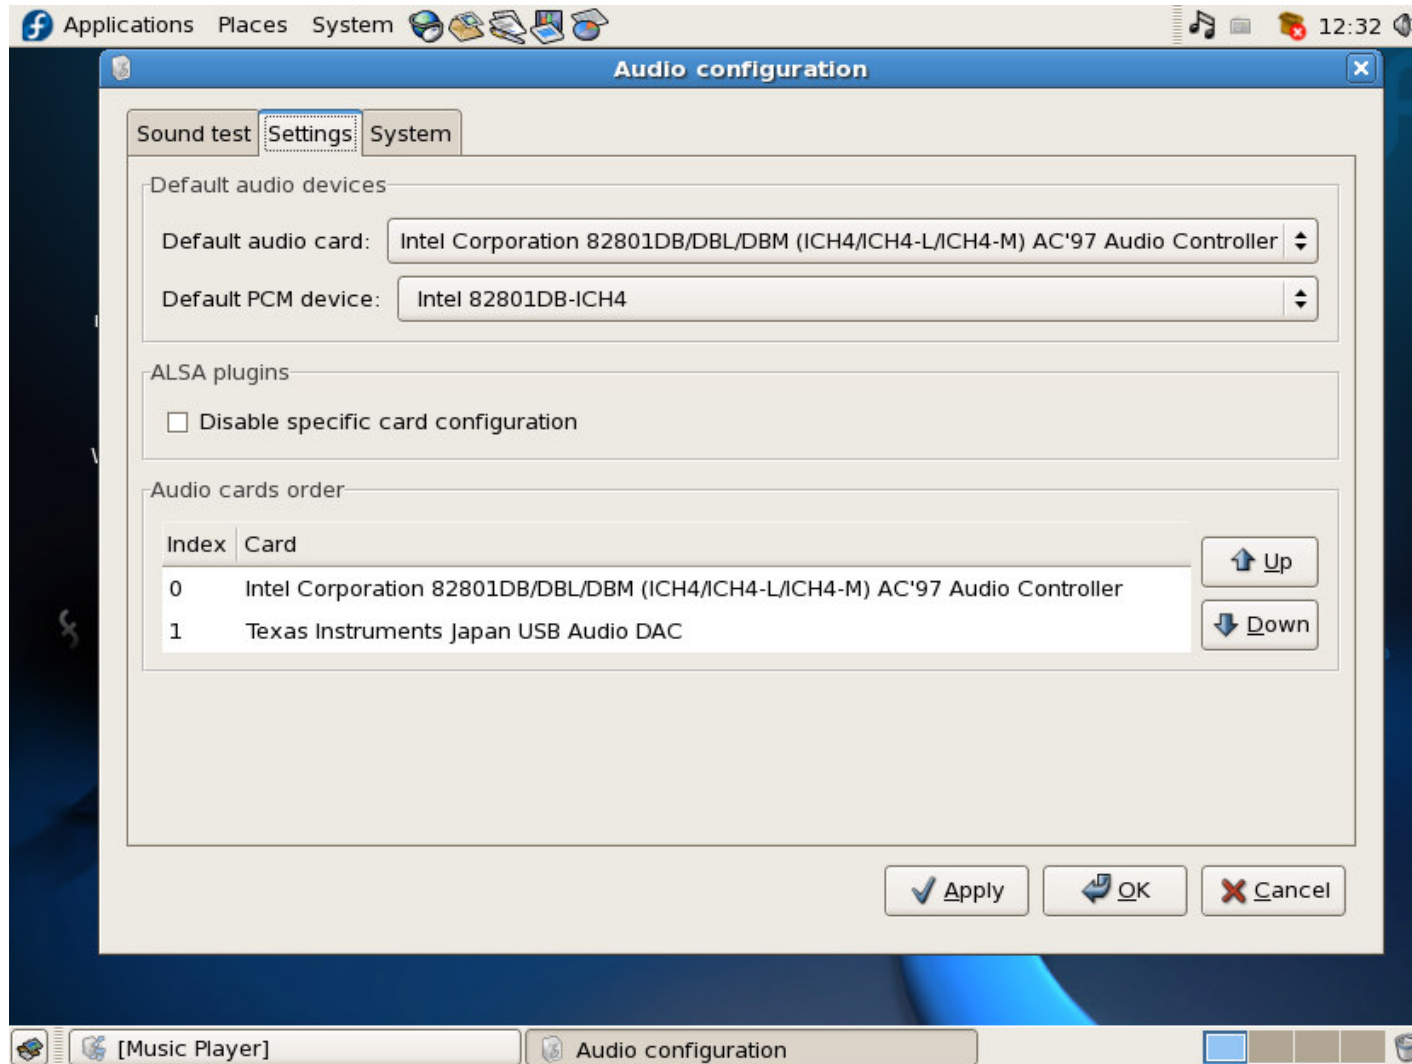 Applications Places System 12:32
Audio configuration
Sound test Settings System
Default audio devices
Default audio card: Intel Corporation 82801DB/DBL/DBM (ICH4/ICH4-L/ICH4-M) AC'97 Audio Controller
Default PCM device: Intel 82801DB-ICH4
ALSA plugins
Disable specific card configuration
Audio cards order
Index Card
0 Intel Corporation 82801DB/DBL/DBM (ICH4/ICH4-L/ICH4-M) AC'97 Audio Controller
1 Texas Instruments Japan USB Audio DAC
Up
Down
Apply OK Cancel
[Music Player] Audio configuration